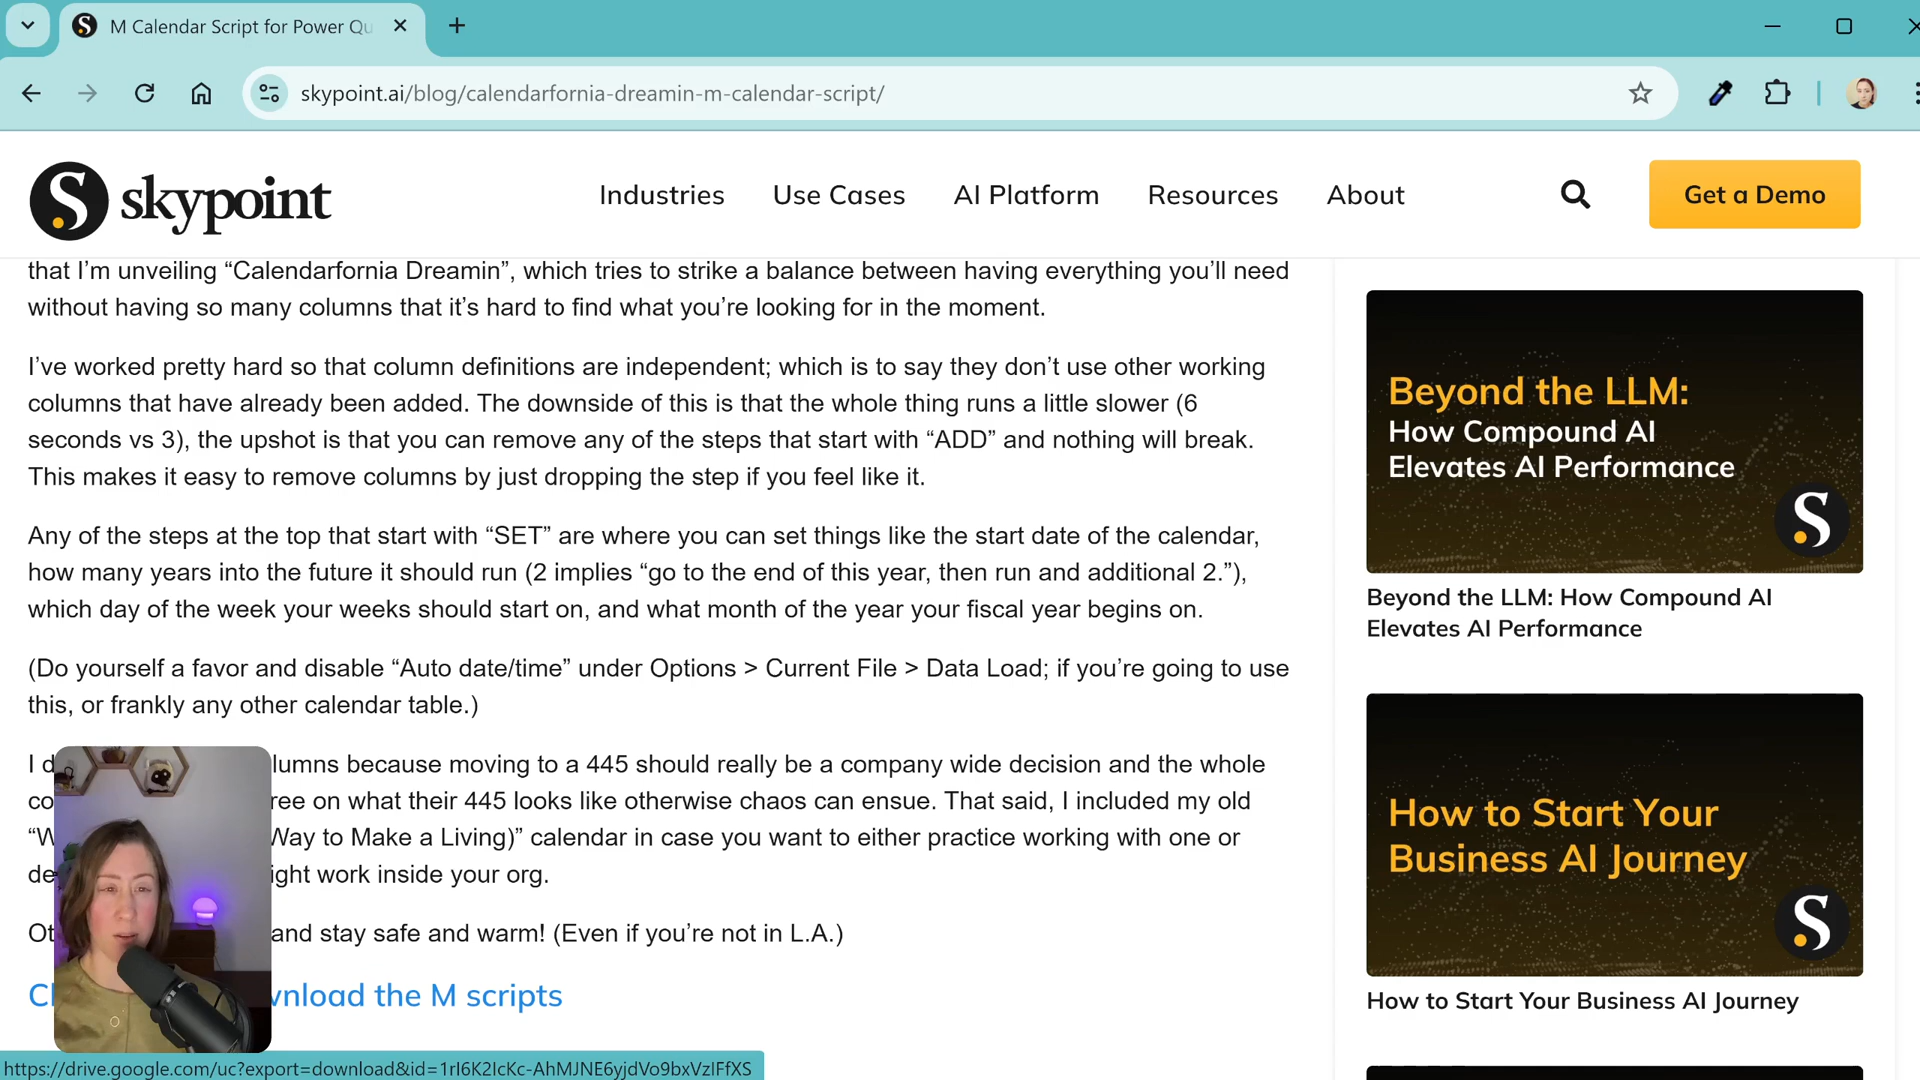 M Calendar Script for Power Qu
skypoint.ai/blog/calendarfornia-dreamin-m-calendar-script/
skypoint
Industries
Use Cases
AI Platform
Resources
About
Get a Demo
that I’m unveiling “Calendarfornia Dreamin”, which tries to strike a balance between having everything you’ll need
without having so many columns that it’s hard to find what you’re looking for in the moment.
I’ve worked pretty hard so that column definitions are independent; which is to say they don’t use other working
columns that have already been added. The downside of this is that the whole thing runs a little slower (6
seconds vs 3), the upshot is that you can remove any of the steps that start with “ADD” and nothing will break.
This makes it easy to remove columns by just dropping the step if you feel like it.
Any of the steps at the top that start with “SET” are where you can set things like the start date of the calendar,
how many years into the future it should run (2 implies “go to the end of this year, then run and additional 2.”),
which day of the week your weeks should start on, and what month of the year your fiscal year begins on.
(Do yourself a favor and disable “Auto date/time” under Options > Current File > Data Load; if you’re going to use
this, or frankly any other calendar table.)
I d lumns because moving to a 445 should really be a company wide decision and the whole
co ree on what their 445 looks like otherwise chaos can ensue. That said, I included my old
“W Way to Make a Living)” calendar in case you want to either practice working with one or
de ight work inside your org.
Ot and stay safe and warm! (Even if you’re not in L.A.)
Cl wnload the M scripts
Beyond the LLM:
How Compound AI
Elevates AI Performance
Beyond the LLM: How Compound AI
Elevates AI Performance
How to Start Your
Business AI Journey
How to Start Your Business AI Journey
https://drive.google.com/uc?export=download&id=1rI6K2IcKc-AhMJNE6yjdVo9bxVzIFfXS